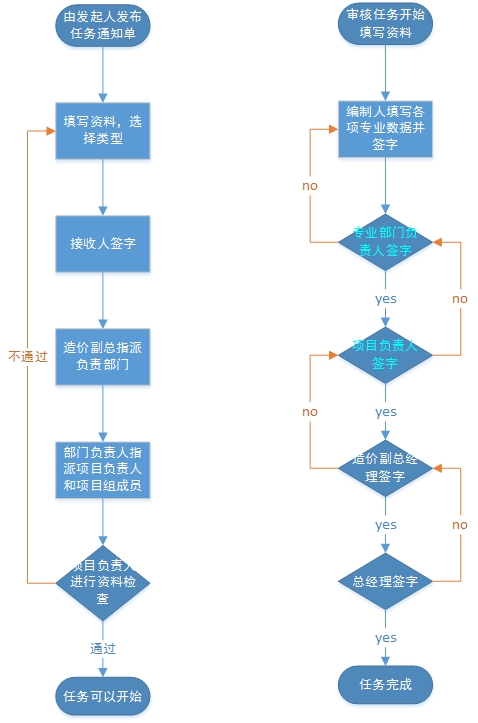 由发起人发布
任务通知单
填写资料，选
择类型
接收人签字
造价副总指派
负责部门
不通过
部门负责人指
派项目负责人
和项目组成员
项目负责人
进行资料检
查
通过
任务可以开始
审核任务开始
填写资料
编制人填写各
项专业数据并
签字
no
专业部门负
责人签字
yes
no
项目负责人
签字
no
yes
造价副总经
理签字
yes
no
总经理签字
yes
任务完成